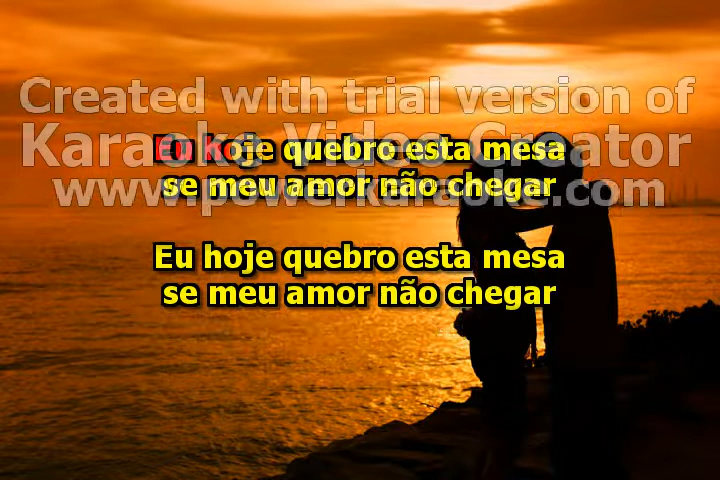 Created with trial version of
Karaoke Video Creator
www.powerkaraoke.com
Eu hoje quebro esta mesa
se meu amor não chegar
Eu hoje quebro esta mesa
se meu amor não chegar